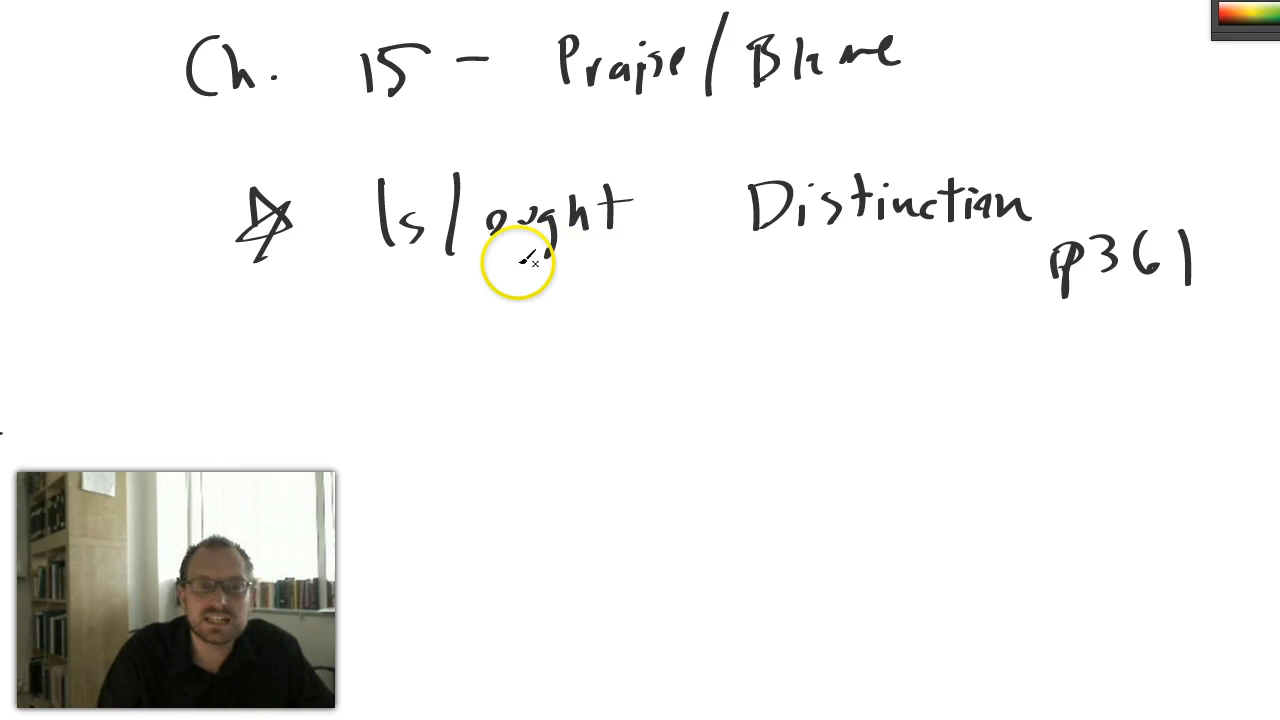 Ch. 15 - Praise/Blame
☆ Is/ought Distinction
p361